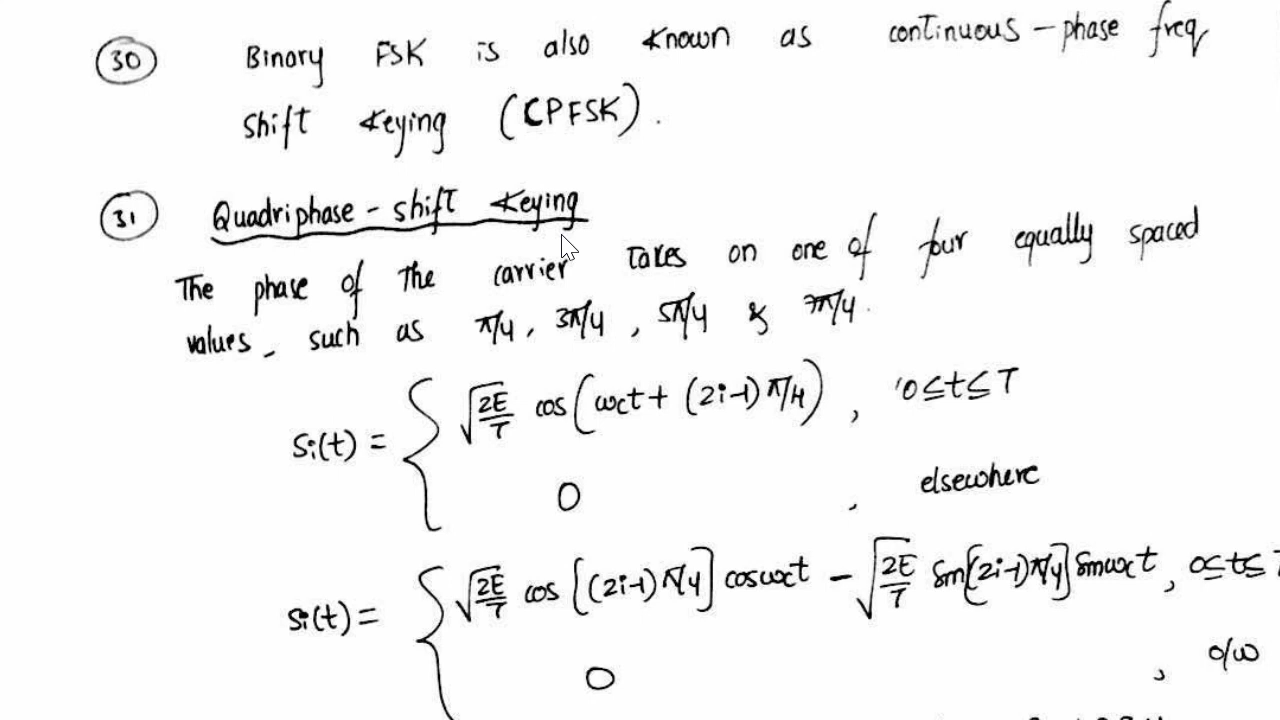 30 Binary FSK is also known as continuous-phase freq
shift keying (CPFSK).
31 Quadriphase - shift keying
The phase of the carrier takes on one of four equally spaced
values, such as π/4, 3π/4, 5π/4 & 7π/4.
Si(t) = { √(2E/T) cos(ωct + (2i-1)π/4), 0≤t≤T
0, elsewhere
Si(t) = { √(2E/T) cos[(2i-1)π/4] cosωct - √(2E/T) sin[(2i-1)π/4] sinωct, 0≤t≤T
0, o/w